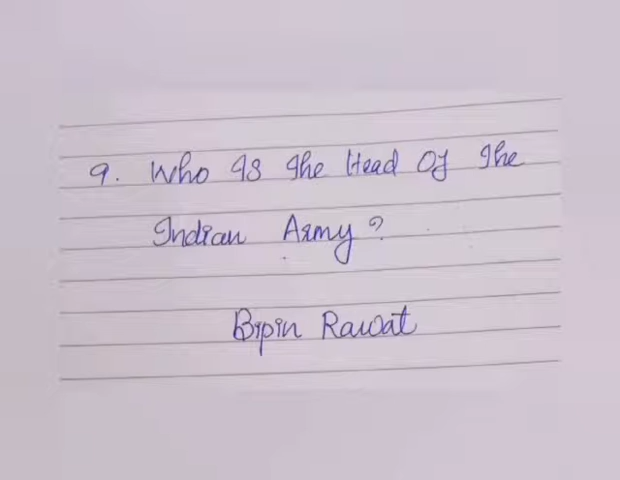 9. Who Is The Head Of The
Indian Army?
Bipin Rawat